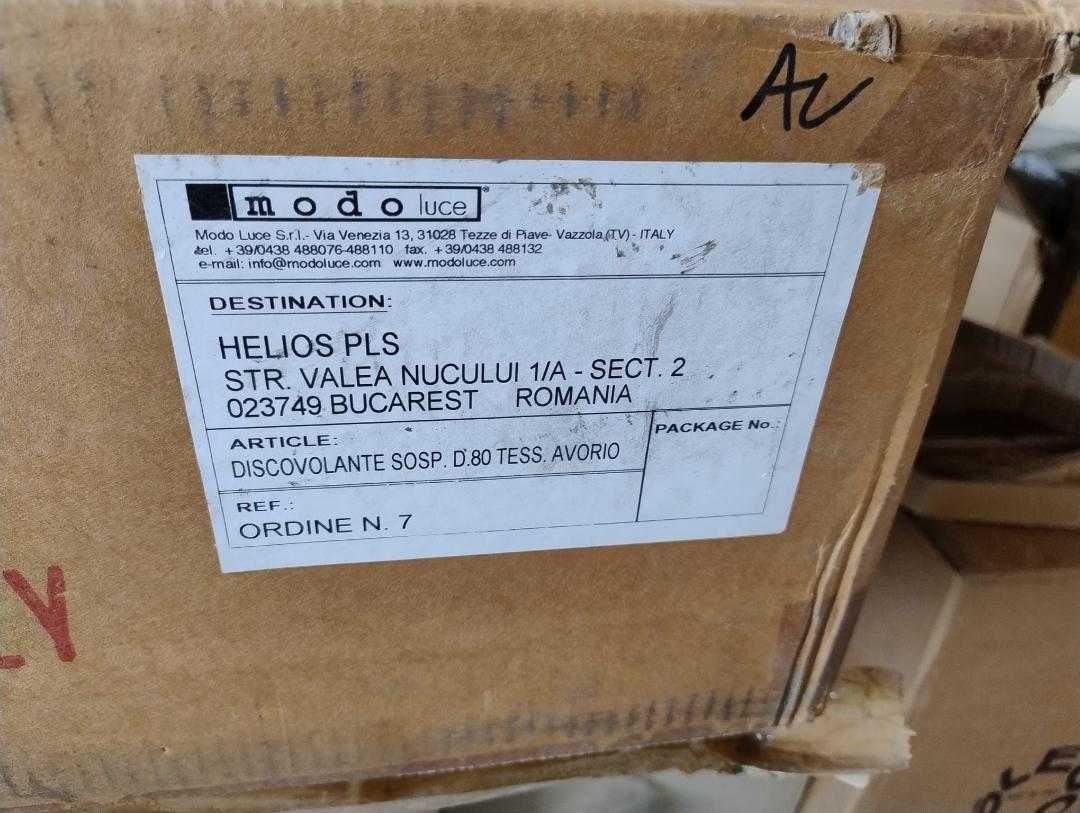 AV
modo luce®
Modo Luce S.r.l.- Via Venezia 13, 31028 Tezze di Piave- Vazzola (TV) - ITALY
tel. +39/0438 488076-488110 fax. +39/0438 488132
e-mail: info@modoluce.com www.modoluce.com
DESTINATION:
HELIOS PLS
STR. VALEA NUCULUI 1/A - SECT. 2
023749 BUCAREST ROMANIA
ARTICLE:
DISCOVOLANTE SOSP. D.80 TESS. AVORIO
PACKAGE No.:
REF.:
ORDINE N. 7
LY